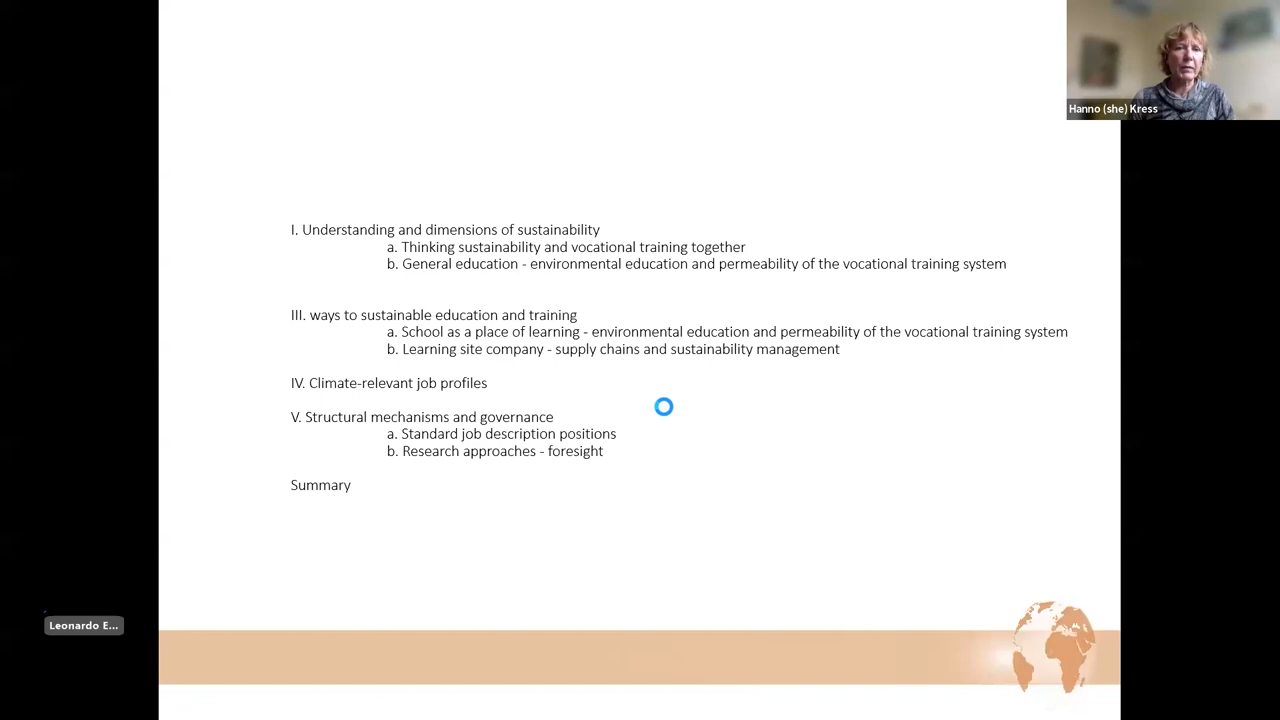 Hanno (she) Kress
I. Understanding and dimensions of sustainability
a. Thinking sustainability and vocational training together
b. General education - environmental education and permeability of the vocational training system
III. ways to sustainable education and training
a. School as a place of learning - environmental education and permeability of the vocational training system
b. Learning site company - supply chains and sustainability management
IV. Climate-relevant job profiles
V. Structural mechanisms and governance
a. Standard job description positions
b. Research approaches - foresight
Summary
Leonardo E...